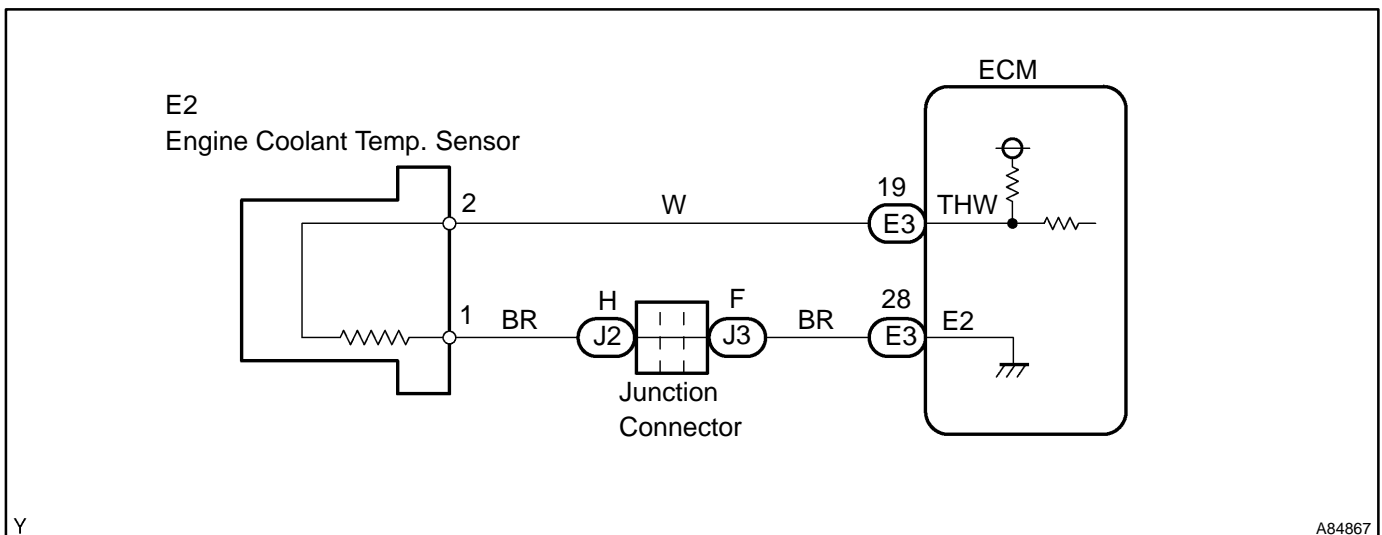 ECM
E2
Engine Coolant Temp. Sensor
2
W
19
E3
THW
1
BR
H
J2
F
J3
BR
28
E3
E2
Junction
Connector
Y
A84867